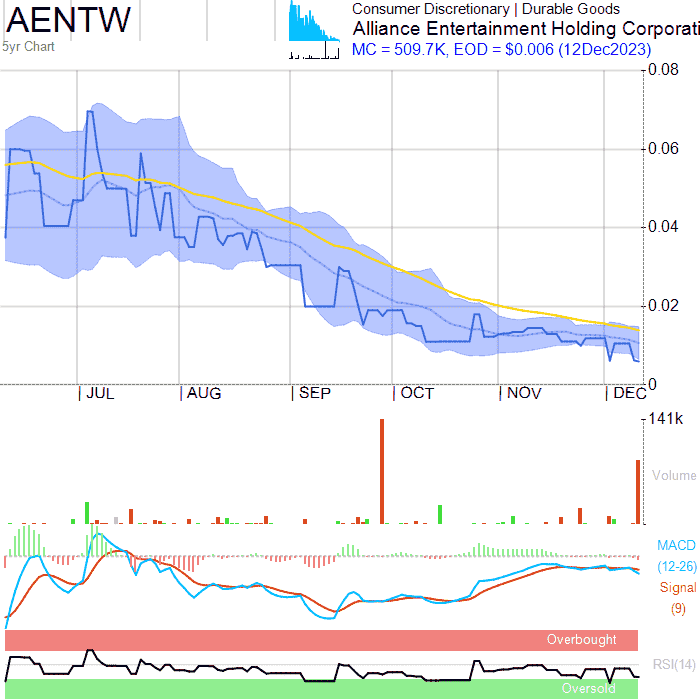 AENTW
5yr Chart
Consumer Discretionary | Durable Goods
Alliance Entertainment Holding Corporati
MC = 509.7K, EOD = $0.006 (12Dec2023)
0.08
0.06
0.04
0.02
0
| JUL | AUG | SEP | OCT | NOV | DEC
141k
Volume
MACD
(12-26)
Signal
(9)
Overbought
RSI(14)
Oversold